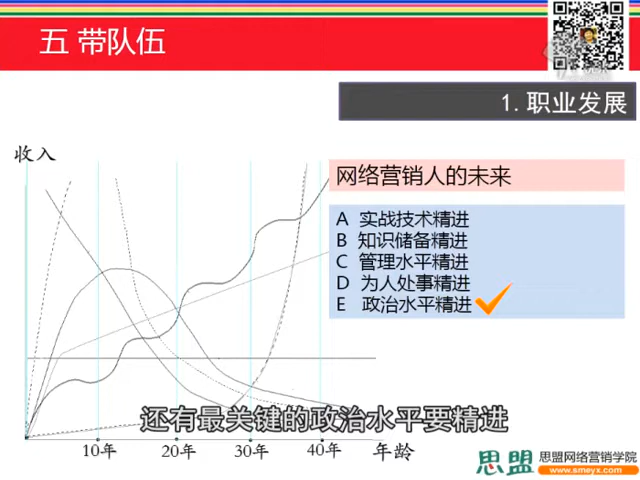 五 带队伍
1.职业发展
收入
网络营销人的未来
A 实战技术精进
B 知识储备精进
C 管理水平精进
D 为人处事精进
E 政治水平精进
还有最关键的政治水平要精进
10年 20年 30年 40年 年龄
思盟 思盟网络营销学院
www.smeyx.com